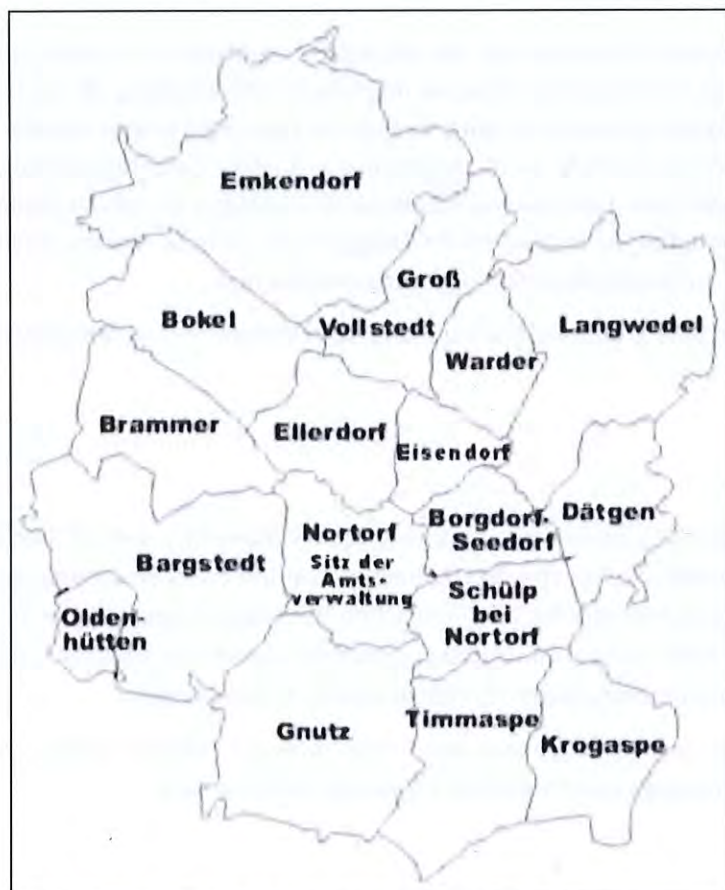 Emkendorf
Groß
Vollstedt
Bokel
Langwedel
Warder
Brammer
Ellerdorf
Eisendorf
Dätgen
Borgdorf-
Seedorf
Nortorf
Sitz der
Amts-
verwaltung
Bargstedt
Schülp
bei
Nortorf
Olden-
hütten
Gnutz
Timmaspe
Krogaspe